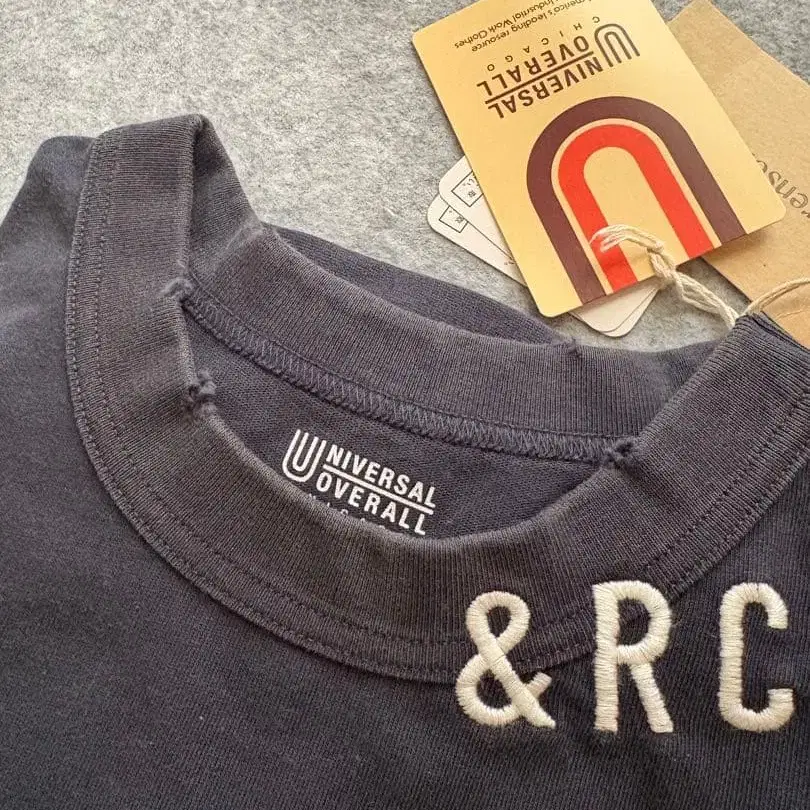 America's leading resource
Industrial Work Clothes
UNIVERSAL
OVERALL
CHICAGO
UNIVERSAL
OVERALL
&RC